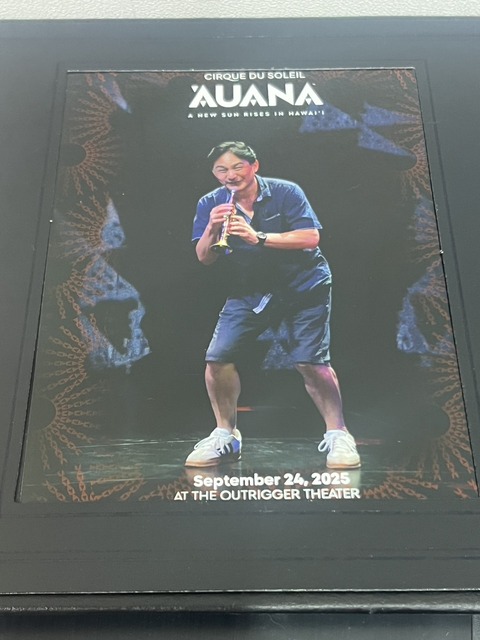 CIRQUE DU SOLEIL
'AUANA
A NEW SUN RISES IN HAWAI'I
September 24, 2025
AT THE OUTRIGGER THEATER